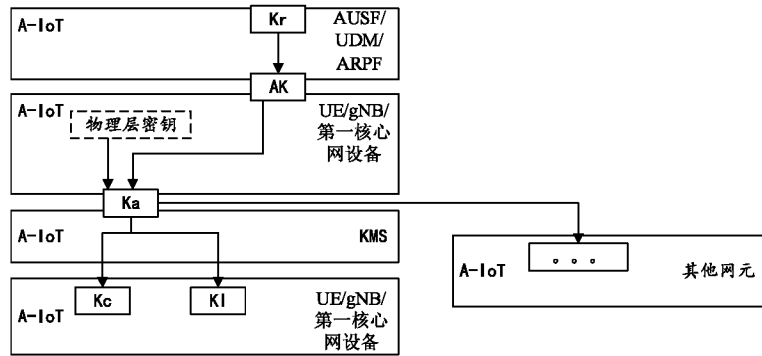 A-IoT
Kr
AUSF/
UDM/
ARPF
AK
A-IoT
物理层密钥
UE/gNB/
第一核心
网设备
Ka
A-IoT
KMS
A-IoT
Kc
KI
UE/gNB/
第一核心
网设备
A-IoT
。。。
其他网元